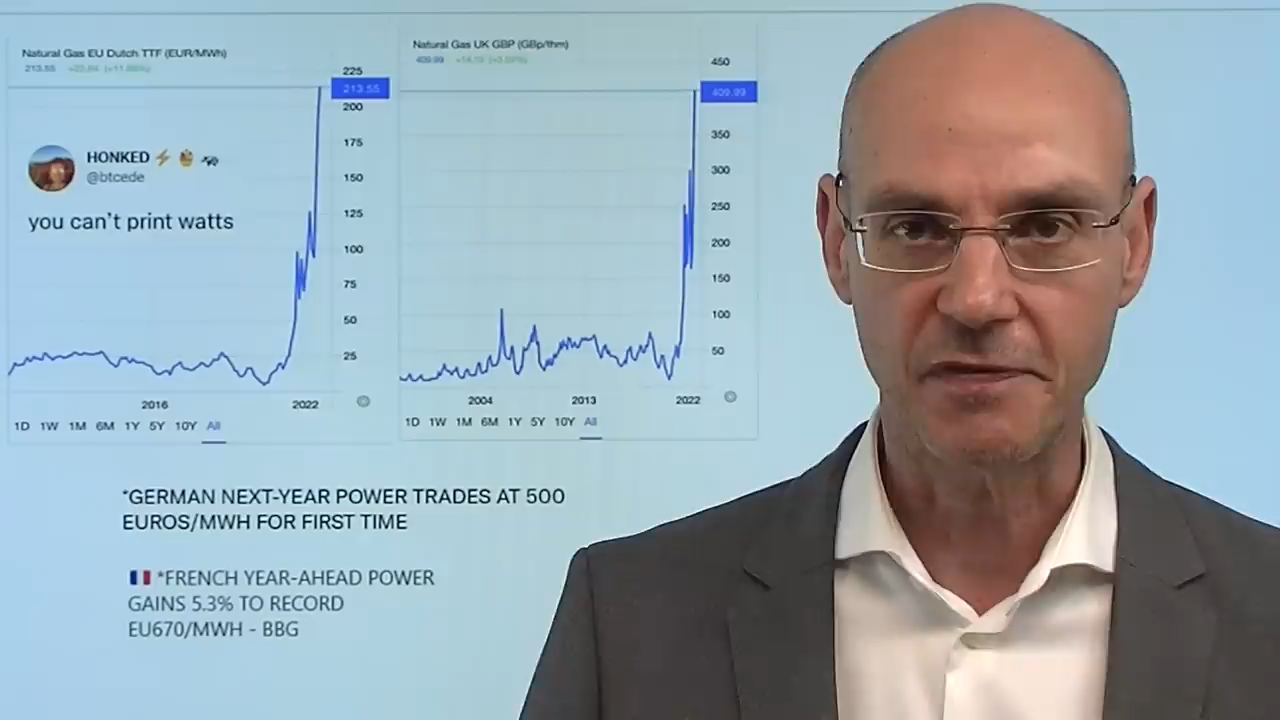 Natural Gas EU Dutch TTF (EUR/MWh)
213.55
225
213.55
200
175
150
125
100
75
50
25
2016
2022
1D 1W 1M 6M 1Y 5Y 10Y All
HONKED
@btcede
you can't print watts
Natural Gas UK GBP (GBp/thm)
409.99
450
409.99
350
300
250
200
150
100
50
2004
2013
2022
1D 1W 1M 6M 1Y 5Y 10Y All
*GERMAN NEXT-YEAR POWER TRADES AT 500
EUROS/MWH FOR FIRST TIME
*FRENCH YEAR-AHEAD POWER
GAINS 5.3% TO RECORD
EU670/MWH - BBG